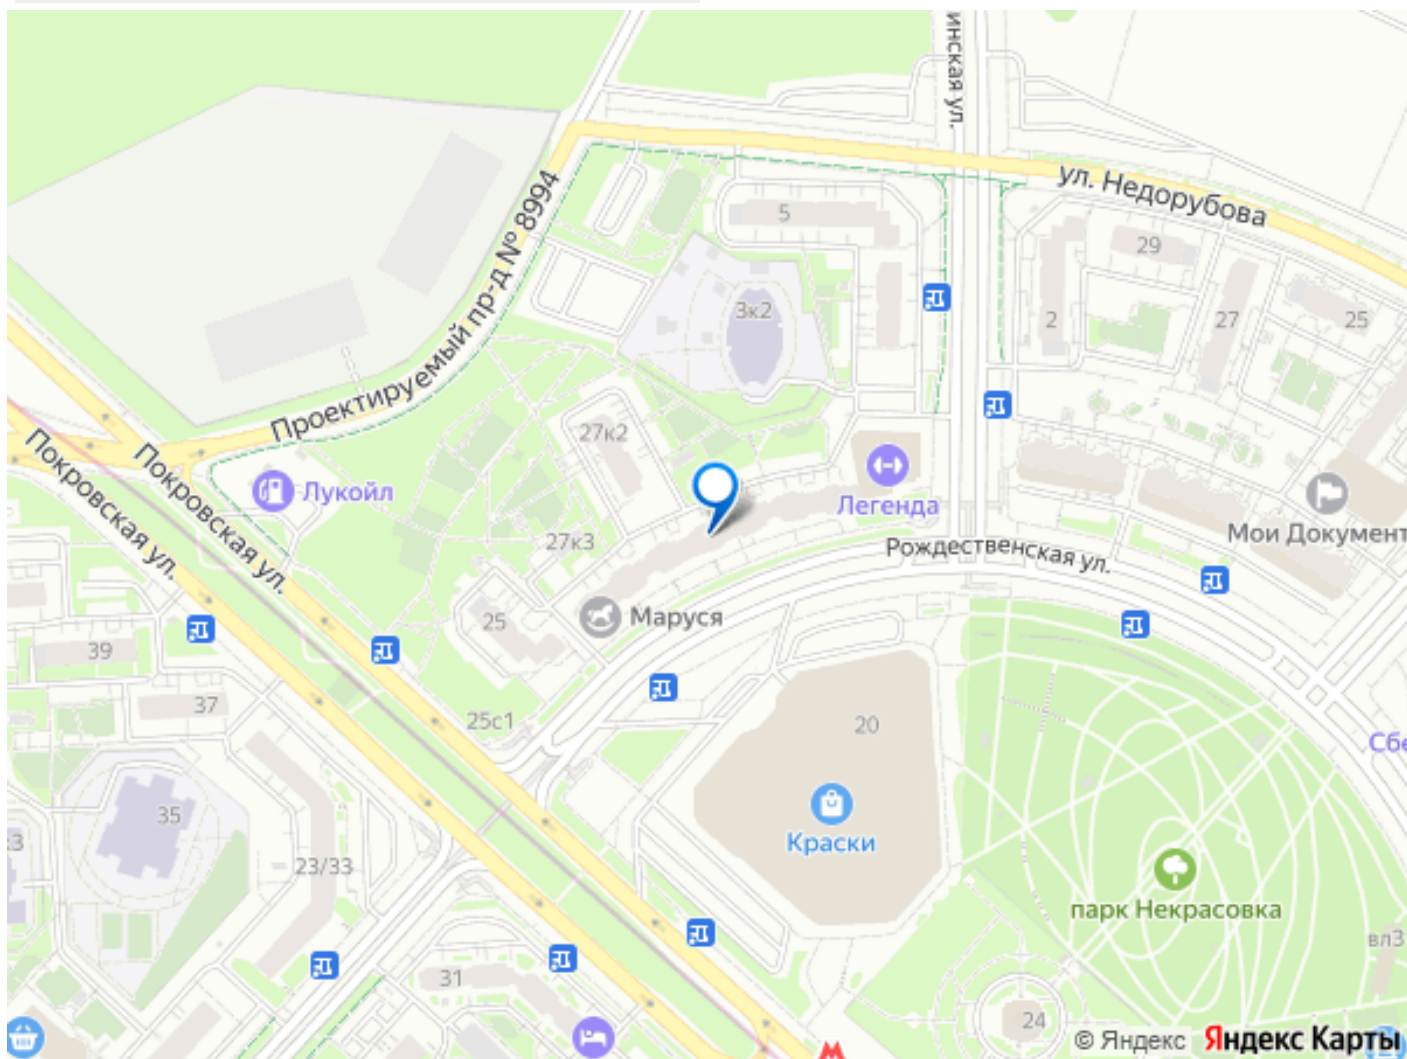 инская ул.
ул. Недорубова
Проектируемый пр-д № 8994
5
29
3к2
2
27
25
27к2
Покровская ул.
Покровская ул.
Лукойл
Легенда
Мои Документ
27к3
Рождественская ул.
Маруся
25
39
37
25с1
20
Сбе
35
к3
23/33
Краски
парк Некрасовка
вл3
31
24
© Яндекс Яндекс Карты